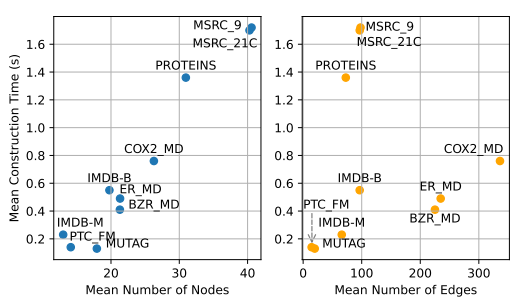 MSRC_9
MSRC_21C
PROTEINS
COX2_MD
IMDB-B
ER_MD
BZR_MD
IMDB-M
PTC_FM
MUTAG
0.2
0.4
0.6
0.8
1.0
1.2
1.4
1.6
20
30
40
Mean Number of Nodes
Mean Construction Time (s)
MSRC_9
MSRC_21C
PROTEINS
COX2_MD
IMDB-B
ER_MD
PTC_FM
BZR_MD
IMDB-M
MUTAG
0.2
0.4
0.6
0.8
1.0
1.2
1.4
1.6
0
100
200
300
Mean Number of Edges